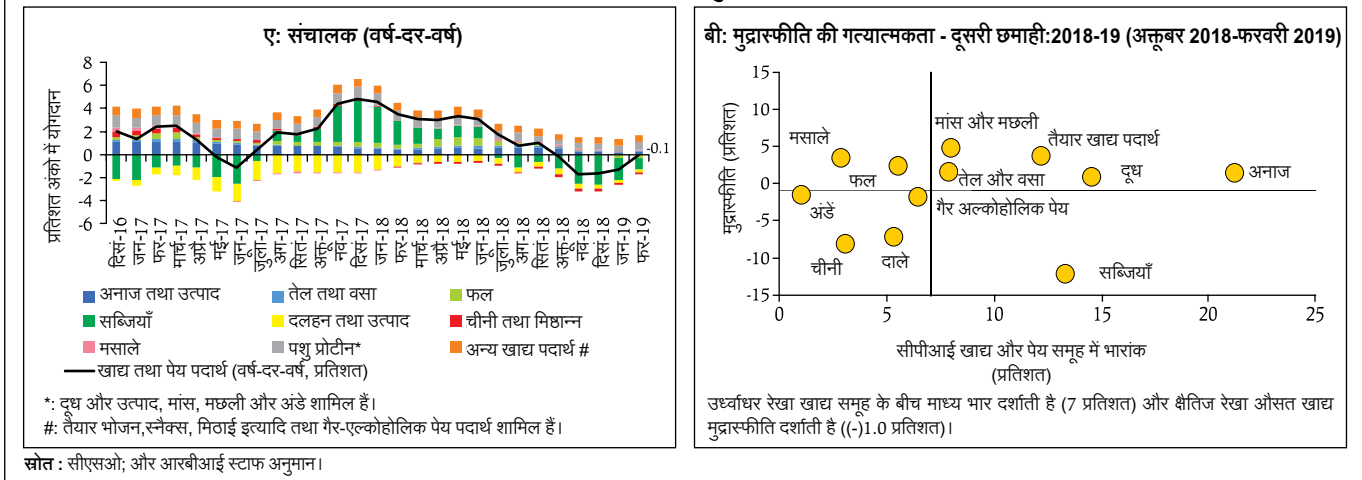 ए: संचालक (वर्ष-दर-वर्ष)
प्रतिशत अंको में योगदान
8
6
4
2
0
-2
-4
-6
-0.1
दिसं-16
जन-17
फर-17
मार्च-17
अप्रै-17
मई-17
जून-17
जुला-17
अग-17
सितं-17
अक्तू-17
नवं-17
दिसं-17
जन-18
फर-18
मार्च-18
अप्रै-18
मई-18
जून-18
जुला-18
अग-18
सितं-18
अक्तू-18
नवं-18
दिसं-18
जन-19
फर-19
अनाज तथा उत्पाद तेल तथा वसा फल
सब्जियाँ दलहन तथा उत्पाद चीनी तथा मिष्ठान्न
मसाले पशु प्रोटीन* अन्य खाद्य पदार्थ #
खाद्य तथा पेय पदार्थ (वर्ष-दर-वर्ष, प्रतिशत)
*: दूध और उत्पाद, मांस, मछली और अंडे शामिल हैं।
#: तैयार भोजन,स्नैक्स, मिठाई इत्यादि तथा गैर-एल्कोहोलिक पेय पदार्थ शामिल हैं।
बी: मुद्रास्फीति की गत्यात्मकता - दूसरी छमाही:2018-19 (अक्तूबर 2018-फरवरी 2019)
मुद्रास्फीति (प्रतिशत)
15
10
5
0
-5
-10
-15
मांस और मछली
मसाले
तैयार खाद्य पदार्थ
फल
तेल और वसा
दूध
अनाज
अंडें
गैर अल्कोहोलिक पेय
चीनी
दालें
सब्जियाँ
0 5 10 15 20 25
सीपीआई खाद्य और पेय समूह में भारांक
(प्रतिशत)
उर्ध्वाधर रेखा खाद्य समूह के बीच माध्य भार दर्शाती है (7 प्रतिशत) और क्षैतिज रेखा औसत खाद्य
मुद्रास्फीति दर्शाती है ((-)1.0 प्रतिशत)।
स्रोत : सीएसओ; और आरबीआई स्टाफ अनुमान।